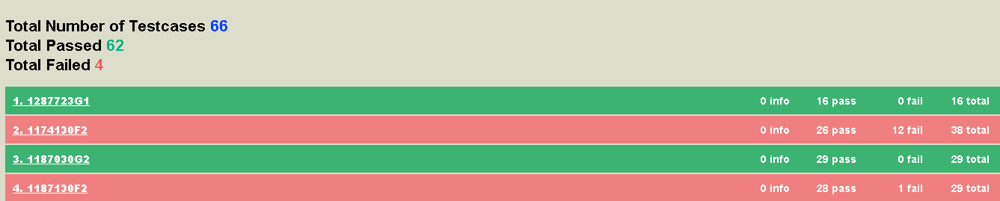 Total Number of Testcases 66
Total Passed 62
Total Failed 4
1. 1287723G1 0 info 16 pass 0 fail 16 total
2. 1174130F2 0 info 26 pass 12 fail 38 total
3. 1187030G2 0 info 29 pass 0 fail 29 total
4. 1187130F2 0 info 28 pass 1 fail 29 total